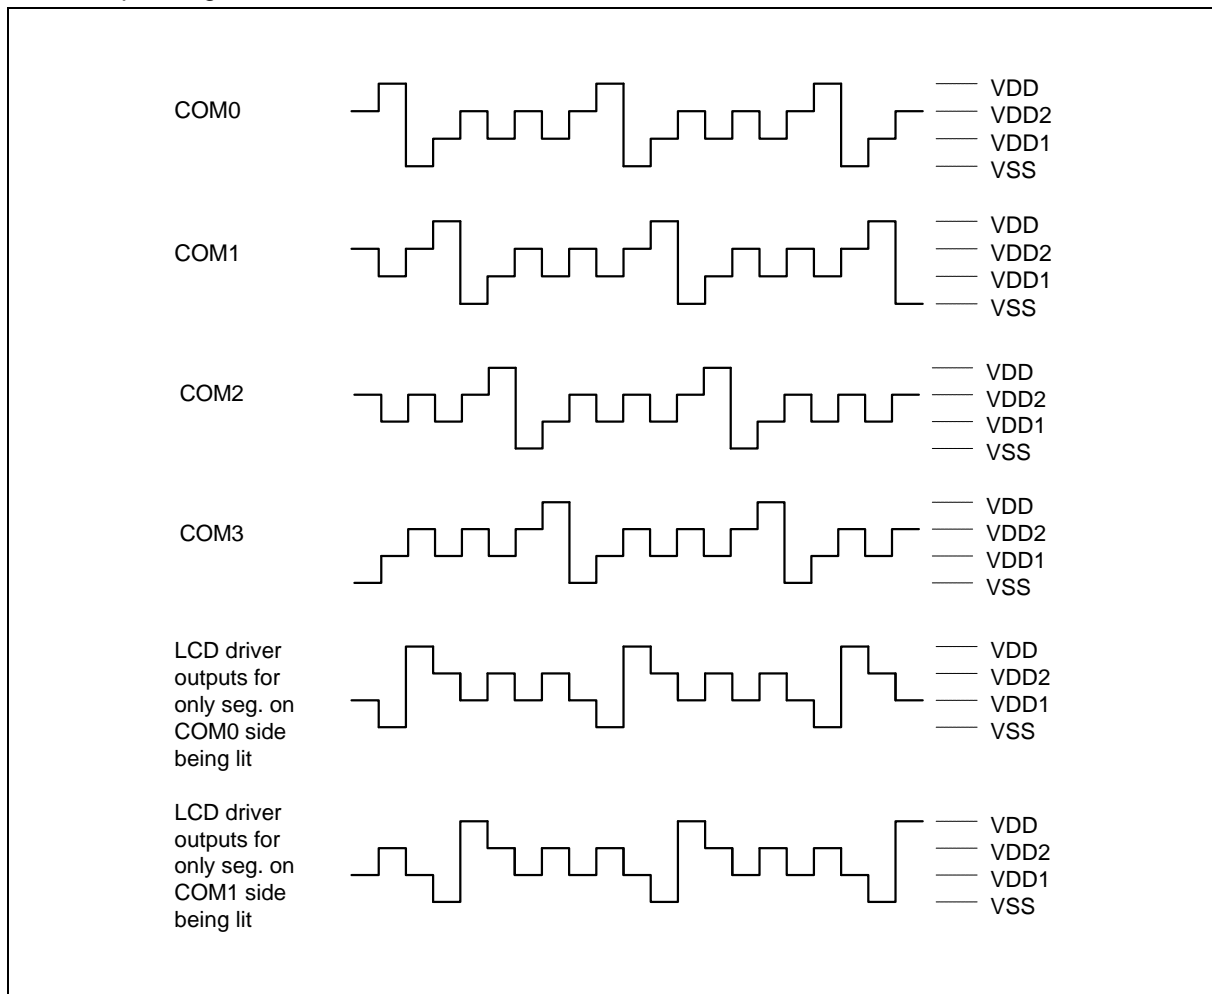 COM0
VDD
VDD2
VDD1
VSS
COM1
VDD
VDD2
VDD1
VSS
COM2
VDD
VDD2
VDD1
VSS
COM3
VDD
VDD2
VDD1
VSS
LCD driver
outputs for
only seg. on
COM0 side
being lit
VDD
VDD2
VDD1
VSS
LCD driver
outputs for
only seg. on
COM1 side
being lit
VDD
VDD2
VDD1
VSS